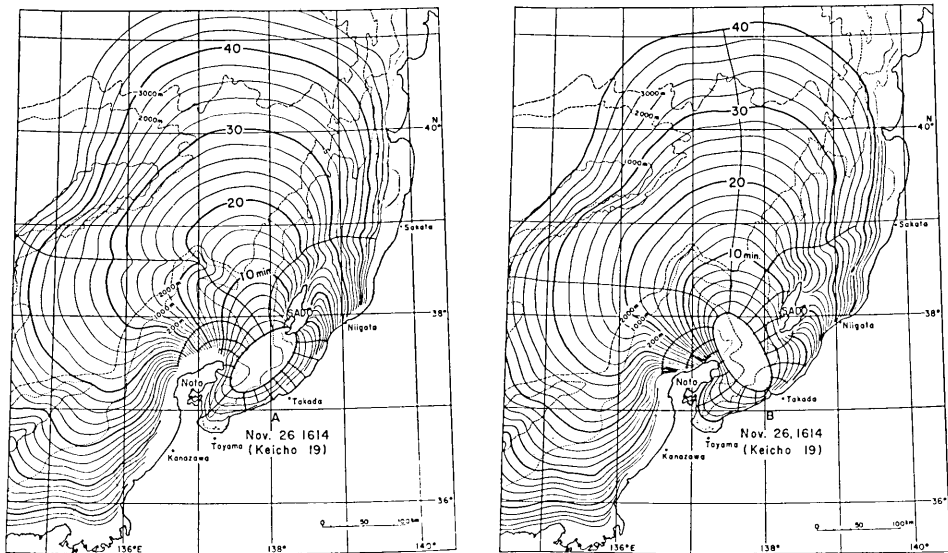 40
3000m
2000m
30
N
40°
20
Sakata
10 min.
2000m
1000m
SADO
38°
Niigata
Noto
Takada
A
Toyama
Nov. 26 1614
Kanazawa
(Keicho 19)
36°
0 50 100km
136°E
138°
140°
40
3000m
2000m
30
N
40°
1000m
20
Sakata
10 min.
1000m
200m
SADO
38°
Niigata
Noto
Takada
B
Toyama
Nov. 26, 1614
Kanazawa
(Keicho 19)
36°
0 50 100km
136°E
138°
140°